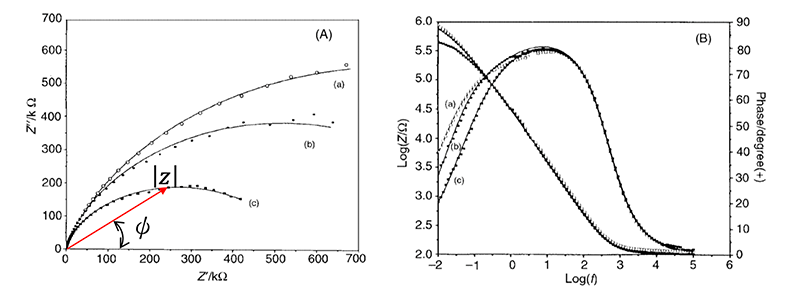 (A)
Z''/k Ω
700
600
500
400
300
200
100
0
0 100 200 300 400 500 600 700
Z'/kΩ
(a)
(b)
(c)
|Z|
ϕ
(B)
Log(Z/Ω)
6.0
5.5
5.0
4.5
4.0
3.5
3.0
2.5
2.0
−2 −1 0 1 2 3 4 5 6
Log(f)
(a)
(b)
(c)
90
80
70
60
50
40
30
20
10
0
Phase/degree(+)